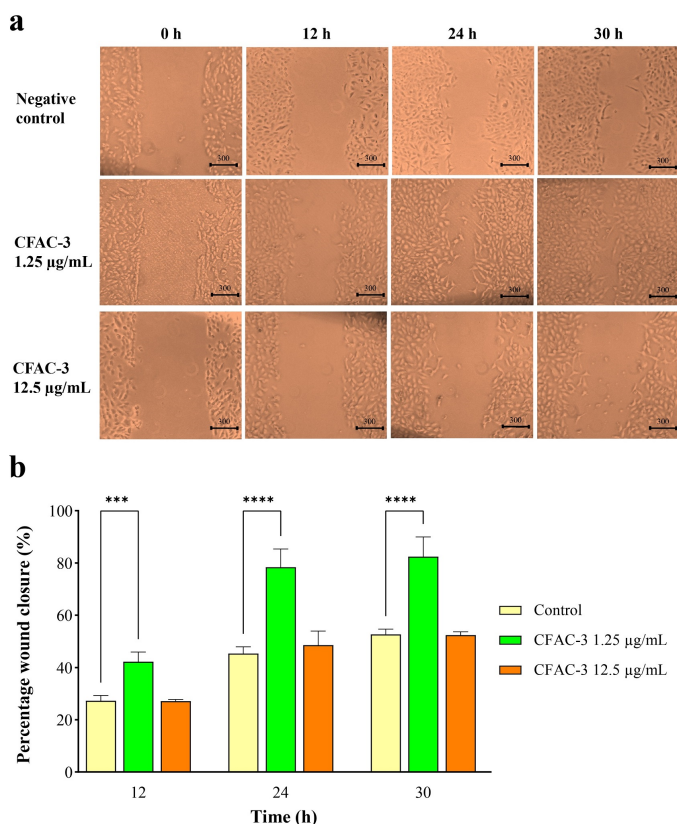 a
0 h 12 h 24 h 30 h
Negative
control
300 300 300 300
CFAC-3
1.25 µg/mL
300 300 300 300
CFAC-3
12.5 µg/mL
300 300 300 300
b
Percentage wound closure (%)
100
80
60
40
20
0
*** **** ****
12 24 30
Time (h)
Control
CFAC-3 1.25 µg/mL
CFAC-3 12.5 µg/mL